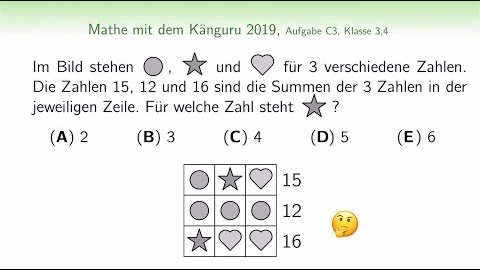 Mathe mit dem Känguru 2019, Aufgabe C3, Klasse 3,4
Im Bild stehen , und für 3 verschiedene Zahlen.
Die Zahlen 15, 12 und 16 sind die Summen der 3 Zahlen in der
jeweiligen Zeile. Für welche Zahl steht ?
(A) 2 (B) 3 (C) 4 (D) 5 (E) 6
15
12
16